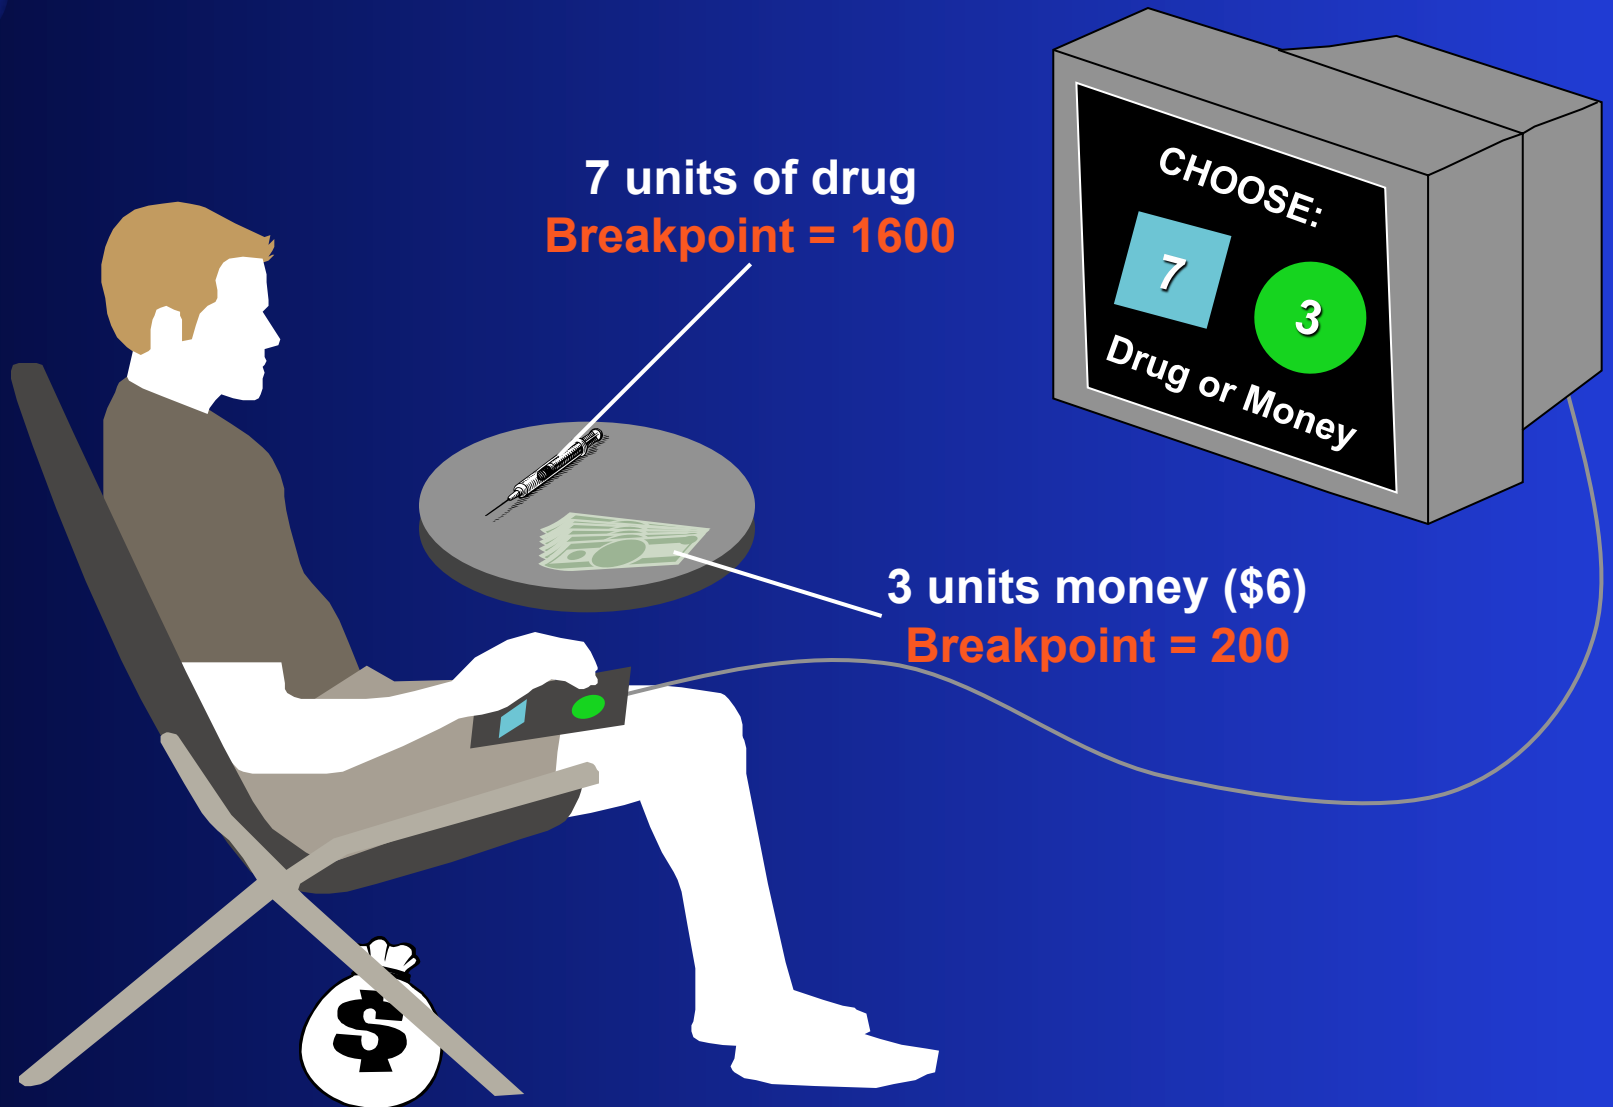 7 units of drug
Breakpoint = 1600
CHOOSE:
7
3
Drug or Money
3 units money ($6)
Breakpoint = 200
$